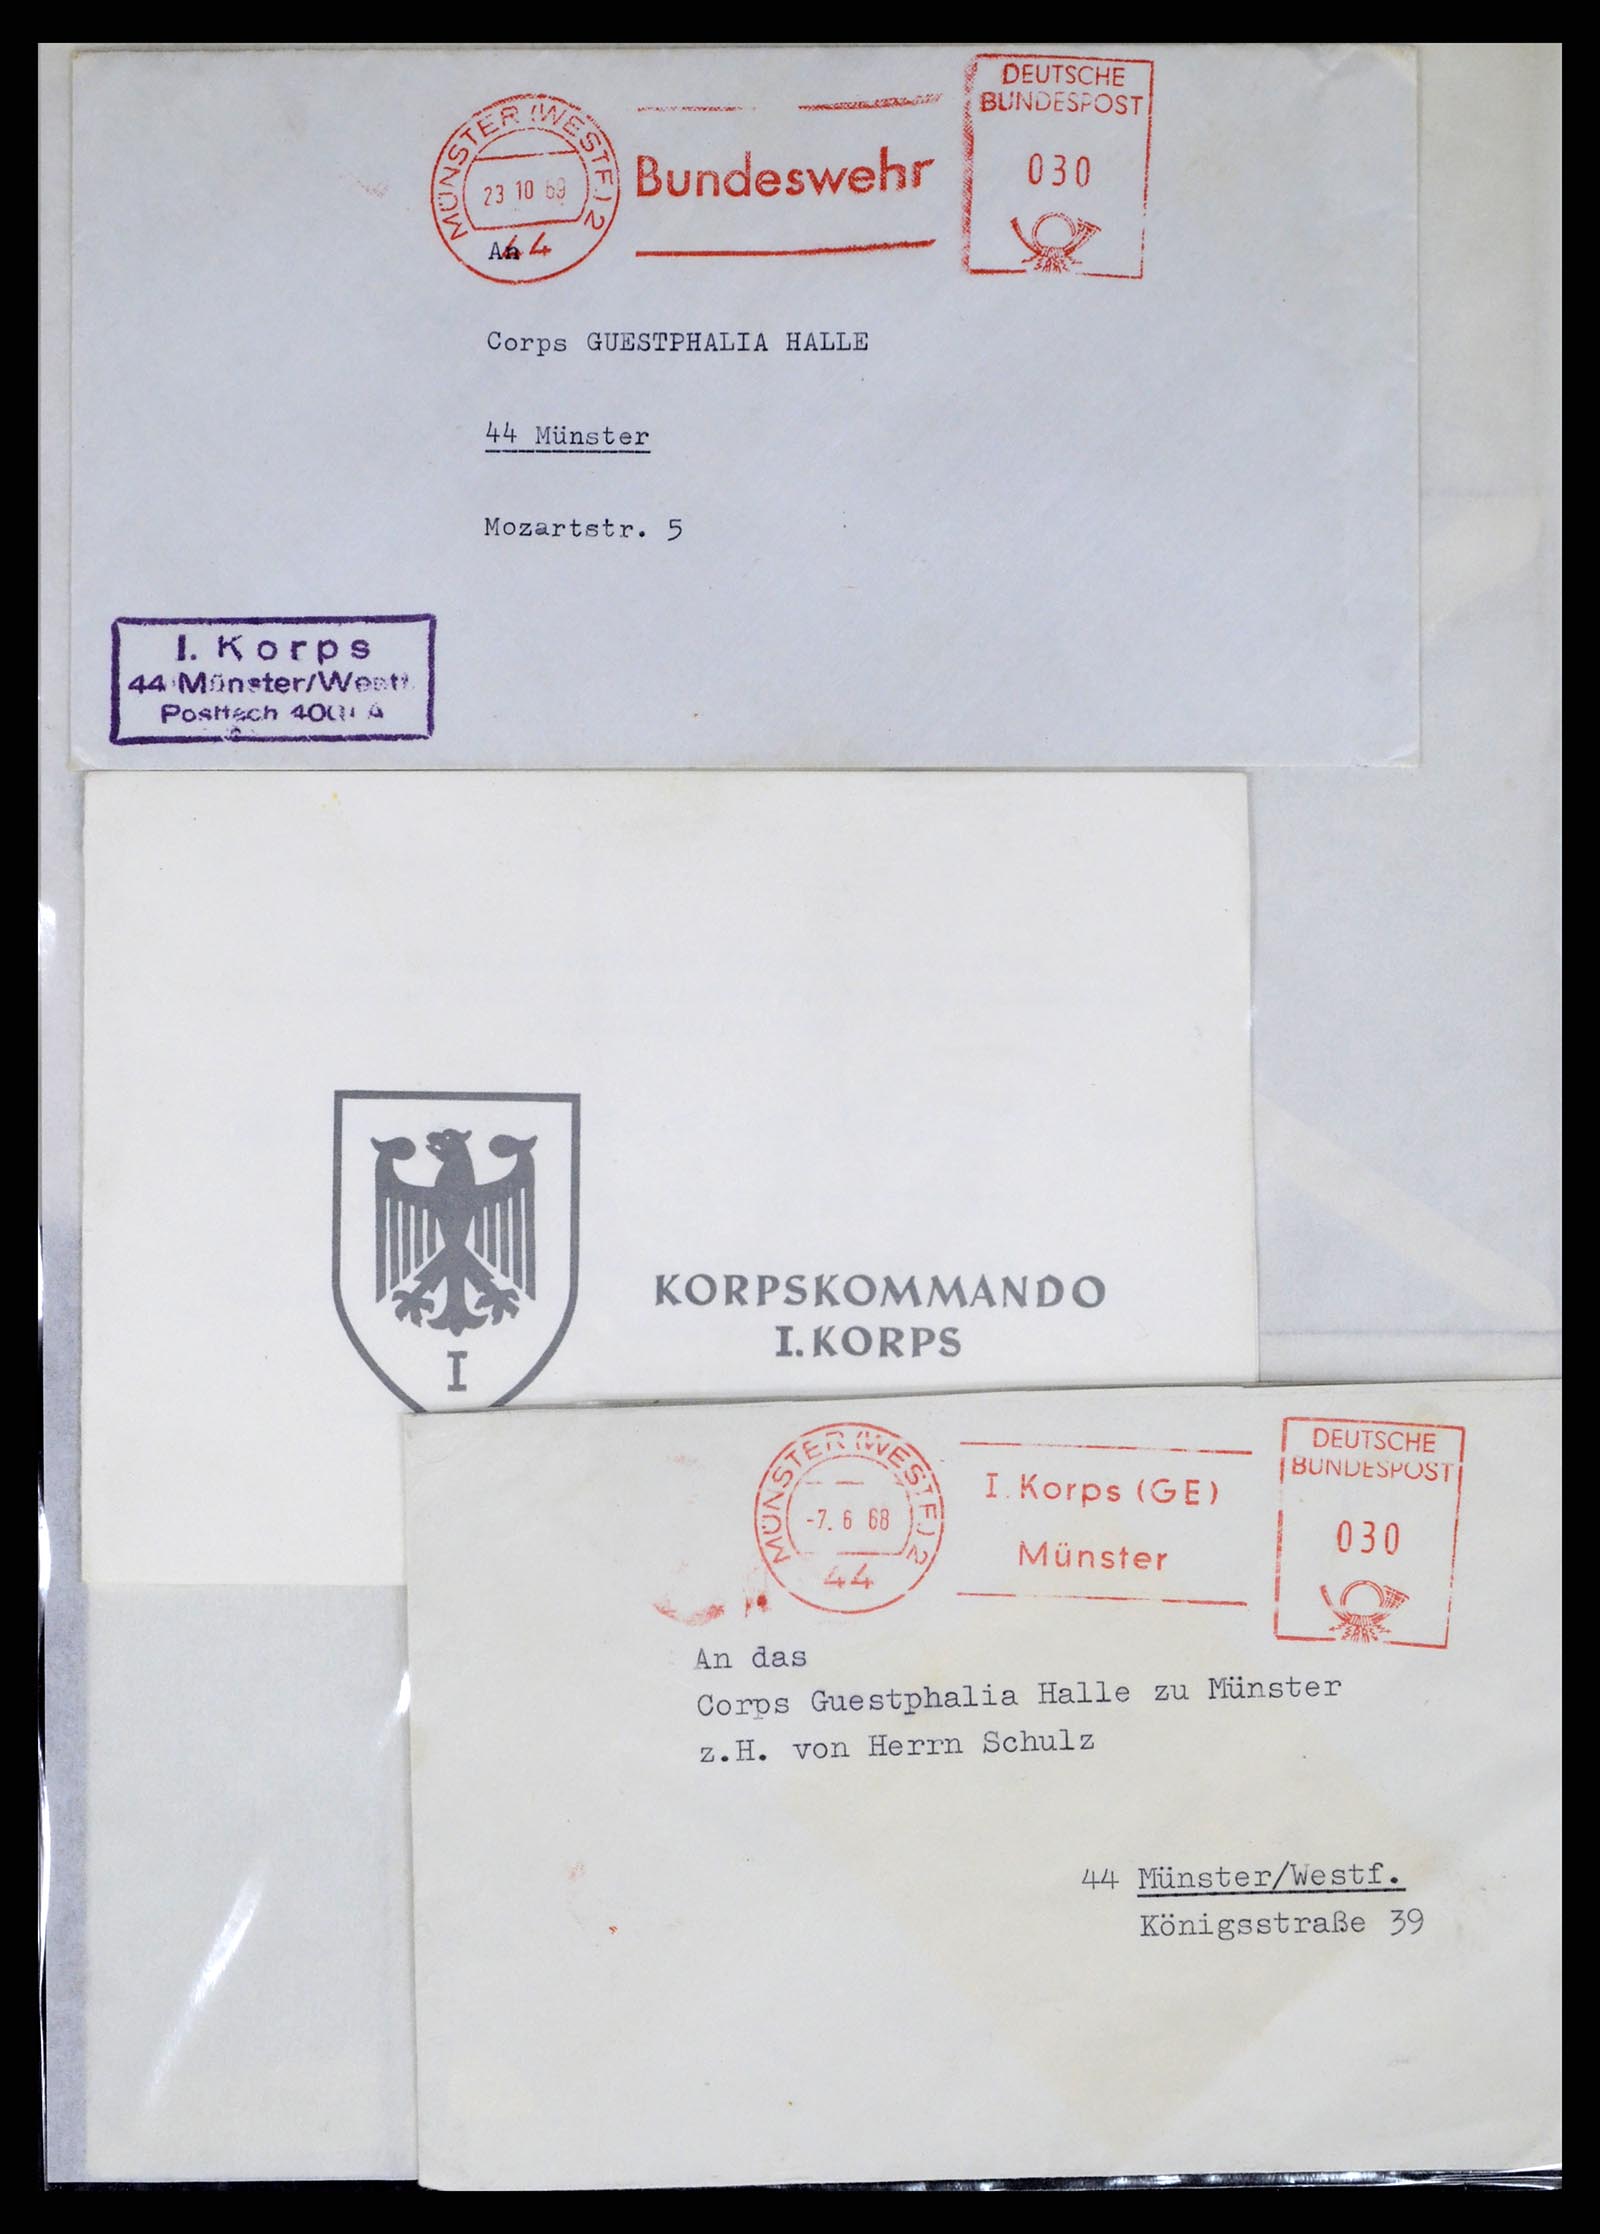 MÜNSTER (WESTF.) 2
23 10 69
44
Bundeswehr
DEUTSCHE
BUNDESPOST
030
An
Corps GUESTPHALIA HALLE
44 Münster
Mozartstr. 5
I. Korps
44 Münster/Westf.
Postfach
KORPSKOMMANDO
I. KORPS
I
MÜNSTER (WESTF.) 2
-7. 6 68
44
I. Korps (GE)
Münster
DEUTSCHE
BUNDESPOST
030
An das
Corps Guestphalia Halle zu Münster
z.H. von Herrn Schulz
44 Münster/Westf.
Königsstraße 39